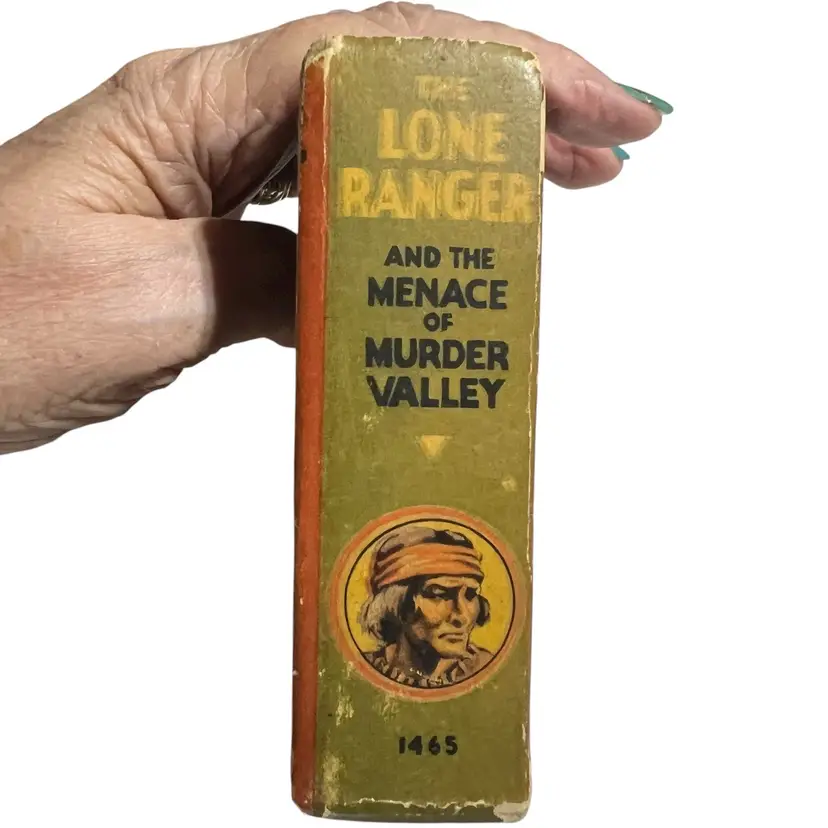 THE
LONE
RANGER
AND THE
MENACE
OF
MURDER
VALLEY
1465